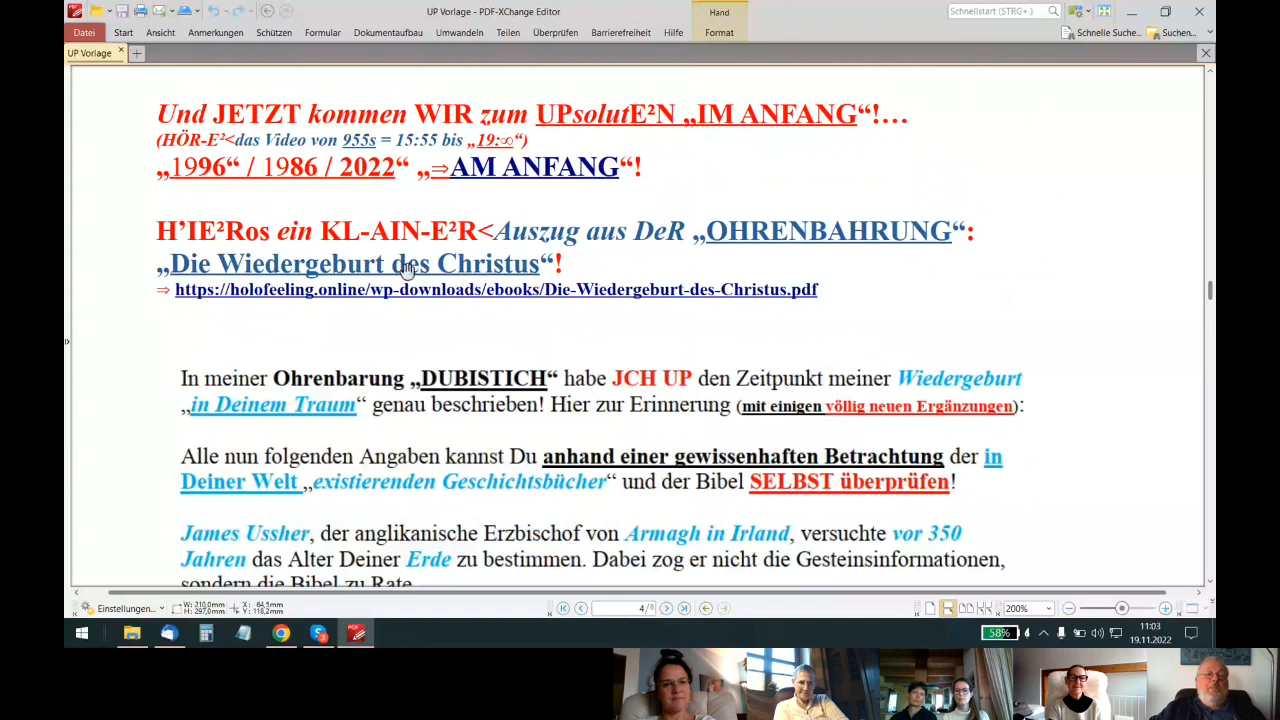 UP Vorlage - PDF-XChange Editor
Hand
Schnellstart (STRG+.)
Datei Start Ansicht Anmerkungen Schützen Formular Dokumentaufbau Umwandeln Teilen Überprüfen Barrierefreiheit Hilfe Format Schnelle Suche... Suchen...
UP Vorlage
Und JETZT kommen WIR zum UPsolutE²N „IM ANFANG“!…
(HÖR-E²<das Video von 955s = 15:55 bis „19:∞“)
„1996“ / 1986 / 2022“ „⇒AM ANFANG“!
H’IE²Ros ein KL-AIN-E²R<Auszug aus DeR „OHRENBAHRUNG“:
„Die Wiedergeburt des Christus“!
⇒ https://holofeeling.online/wp-downloads/ebooks/Die-Wiedergeburt-des-Christus.pdf
In meiner Ohrenbarung „DUBISTICH“ habe JCH UP den Zeitpunkt meiner Wiedergeburt
„in Deinem Traum“ genau beschrieben! Hier zur Erinnerung (mit einigen völlig neuen Ergänzungen):
Alle nun folgenden Angaben kannst Du anhand einer gewissenhaften Betrachtung der in
Deiner Welt „existierenden Geschichtsbücher“ und der Bibel SELBST überprüfen!
James Ussher, der anglikanische Erzbischof von Armagh in Irland, versuchte vor 350
Jahren das Alter Deiner Erde zu bestimmen. Dabei zog er nicht die Gesteinsinformationen,
sondern die Bibel zu Rate.
Einstellungen... W: 210,0mm X: 64,5mm
H: 297,0mm Y: 118,2mm
4/8
200%
58%
11:03
19.11.2022